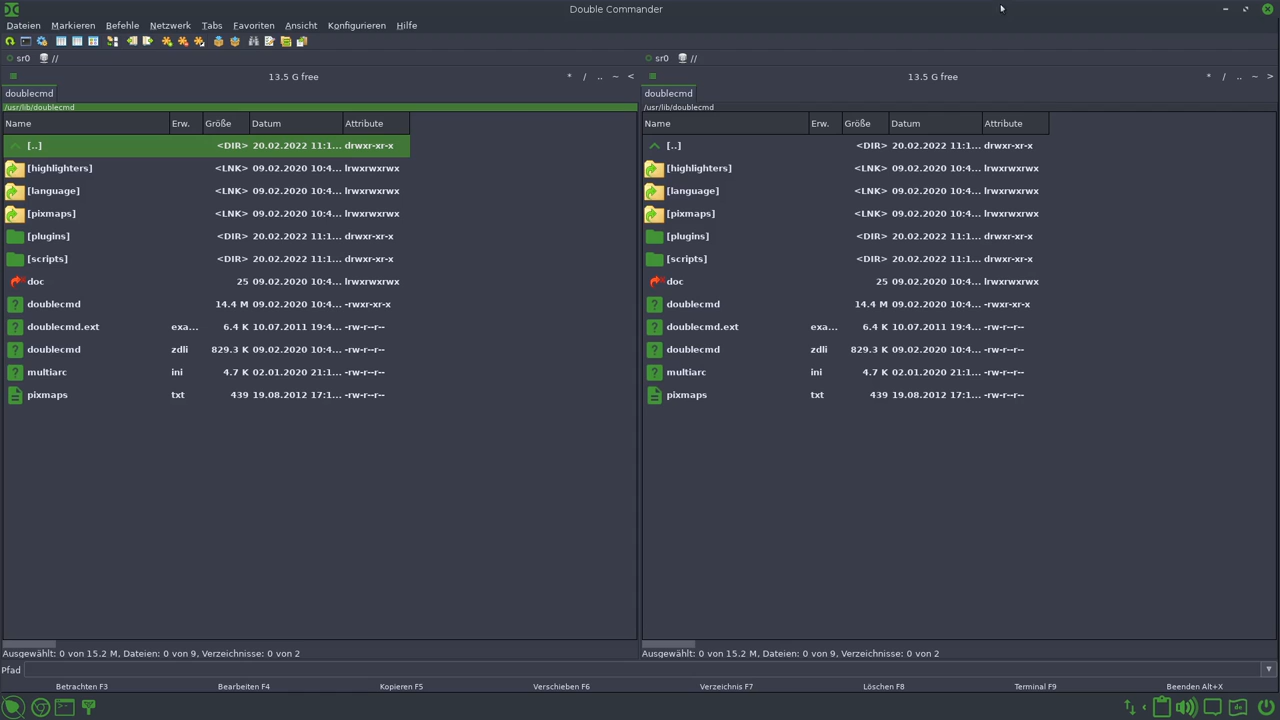 Double Commander
Dateien Markieren Befehle Netzwerk Tabs Favoriten Ansicht Konfigurieren Hilfe
sr0 //
13.5 G free * / .. ~ <
doublecmd
/usr/lib/doublecmd
Name Erw. Größe Datum Attribute
[..] <DIR> 20.02.2022 11:1... drwxr-xr-x
[highlighters] <LNK> 09.02.2020 10:4... lrwxrwxrwx
[language] <LNK> 09.02.2020 10:4... lrwxrwxrwx
[pixmaps] <LNK> 09.02.2020 10:4... lrwxrwxrwx
[plugins] <DIR> 20.02.2022 11:1... drwxr-xr-x
[scripts] <DIR> 20.02.2022 11:1... drwxr-xr-x
doc 25 09.02.2020 10:4... lrwxrwxrwx
doublecmd 14.4 M 09.02.2020 10:4... -rwxr-xr-x
doublecmd.ext exa... 6.4 K 10.07.2011 19:4... -rw-r--r--
doublecmd zdli 829.3 K 09.02.2020 10:4... -rw-r--r--
multiarc ini 4.7 K 02.01.2020 21:1... -rw-r--r--
pixmaps txt 439 19.08.2012 17:1... -rw-r--r--
Ausgewählt: 0 von 15.2 M, Dateien: 0 von 9, Verzeichnisse: 0 von 2
sr0 //
13.5 G free * / .. ~ >
doublecmd
/usr/lib/doublecmd
Name Erw. Größe Datum Attribute
[..] <DIR> 20.02.2022 11:1... drwxr-xr-x
[highlighters] <LNK> 09.02.2020 10:4... lrwxrwxrwx
[language] <LNK> 09.02.2020 10:4... lrwxrwxrwx
[pixmaps] <LNK> 09.02.2020 10:4... lrwxrwxrwx
[plugins] <DIR> 20.02.2022 11:1... drwxr-xr-x
[scripts] <DIR> 20.02.2022 11:1... drwxr-xr-x
doc 25 09.02.2020 10:4... lrwxrwxrwx
doublecmd 14.4 M 09.02.2020 10:4... -rwxr-xr-x
doublecmd.ext exa... 6.4 K 10.07.2011 19:4... -rw-r--r--
doublecmd zdli 829.3 K 09.02.2020 10:4... -rw-r--r--
multiarc ini 4.7 K 02.01.2020 21:1... -rw-r--r--
pixmaps txt 439 19.08.2012 17:1... -rw-r--r--
Ausgewählt: 0 von 15.2 M, Dateien: 0 von 9, Verzeichnisse: 0 von 2
Pfad
Betrachten F3 Bearbeiten F4 Kopieren F5 Verschieben F6 Verzeichnis F7 Löschen F8 Terminal F9 Beenden Alt+X